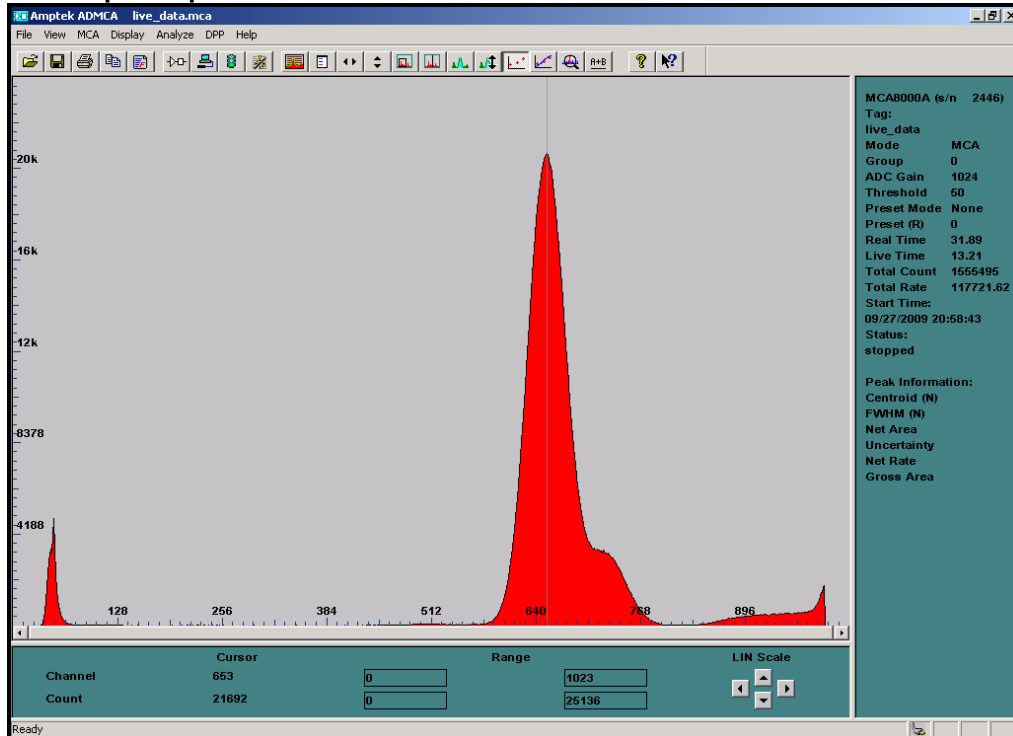 Amptek ADMCA live_data.mca
File View MCA Display Analyze DPP Help
A+B
20k
16k
12k
8378
4188
128 256 384 512 640 768 896
MCA8000A (s/n 2446)
Tag:
live_data
Mode MCA
Group 0
ADC Gain 1024
Threshold 50
Preset Mode None
Preset (R) 0
Real Time 31.89
Live Time 13.21
Total Count 1555495
Total Rate 117721.62
Start Time:
09/27/2009 20:58:43
Status:
stopped
Peak Information:
Centroid (N)
FWHM (N)
Net Area
Uncertainty
Net Rate
Gross Area
Cursor Range LIN Scale
Channel 653 0 1023
Count 21692 0 25136
Ready